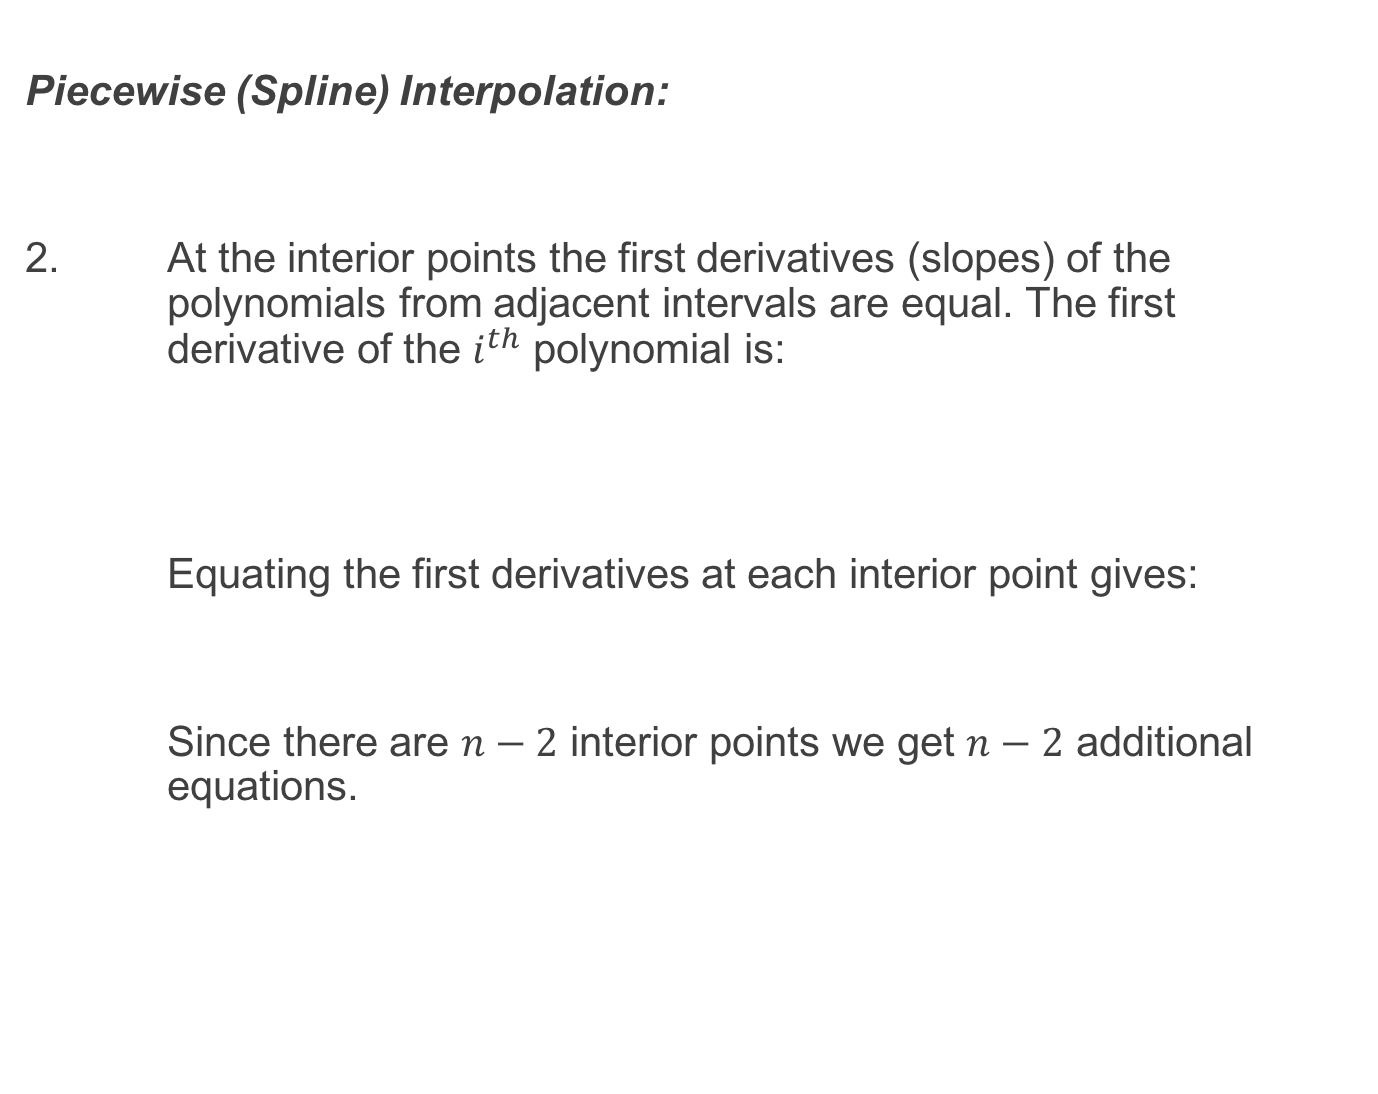 Piecewise (Spline) Interpolation:
2. At the interior points the first derivatives (slopes) of the
polynomials from adjacent intervals are equal. The first
derivative of the $i^{th}$ polynomial is:
Equating the first derivatives at each interior point gives:
Since there are $n - 2$ interior points we get $n - 2$ additional
equations.